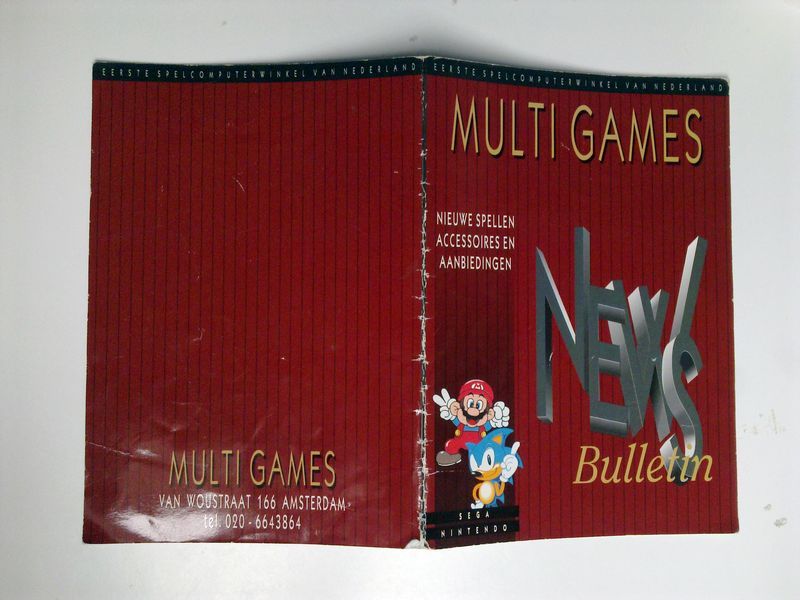 EERSTE SPELCOMPUTERWINKEL VAN NEDERLAND
MULTI GAMES
VAN WOUSTRAAT 166 AMSTERDAM
tel. 020 - 6643864
EERSTE SPELCOMPUTERWINKEL VAN NEDERLAND
MULTI GAMES
NIEUWE SPELLEN
ACCESSOIRES EN
AANBIEDINGEN
NEWS
Bulletin
M
SEGA
NINTENDO